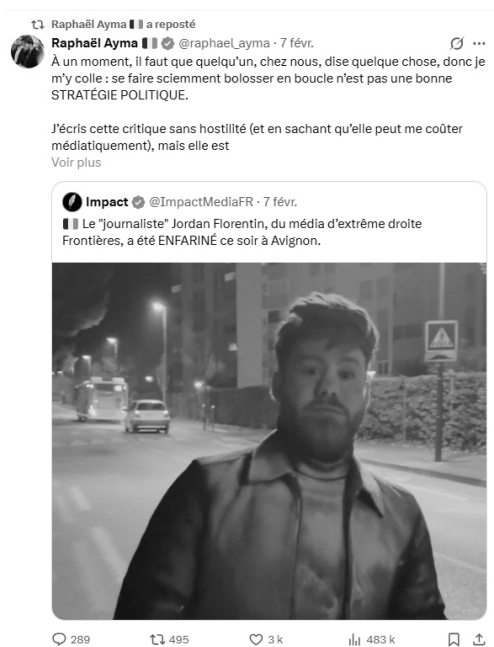 Raphaël Ayma 🇫🇷 a reposté
Raphaël Ayma 🇫🇷 @raphael_ayma · 7 févr.
À un moment, il faut que quelqu'un, chez nous, dise quelque chose, donc je
m'y colle : se faire sciemment bolosser en boucle n'est pas une bonne
STRATÉGIE POLITIQUE.
J'écris cette critique sans hostilité (et en sachant qu'elle peut me coûter
médiatiquement), mais elle est
Voir plus
Impact @ImpactMediaFR · 7 févr.
🇫🇷 Le "journaliste" Jordan Florentin, du média d'extrême droite
Frontières, a été ENFARINÉ ce soir à Avignon.
289 495 3 k 483 k